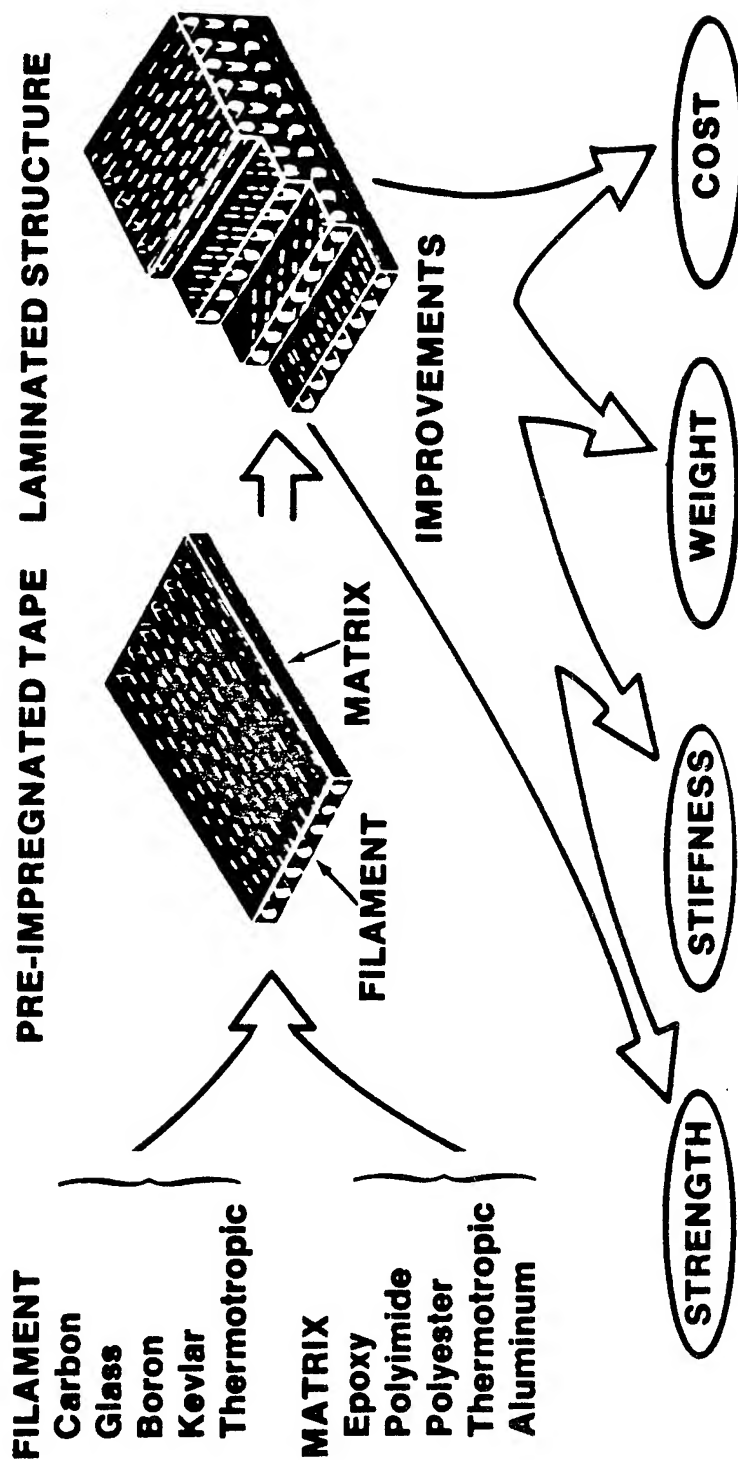 FILAMENT
Carbon
Glass
Boron
Kevlar
Thermotropic
MATRIX
Epoxy
Polyimide
Polyester
Thermotropic
Aluminum
PRE-IMPREGNATED TAPE
FILAMENT
MATRIX
LAMINATED STRUCTURE
IMPROVEMENTS
STRENGTH
STIFFNESS
WEIGHT
COST